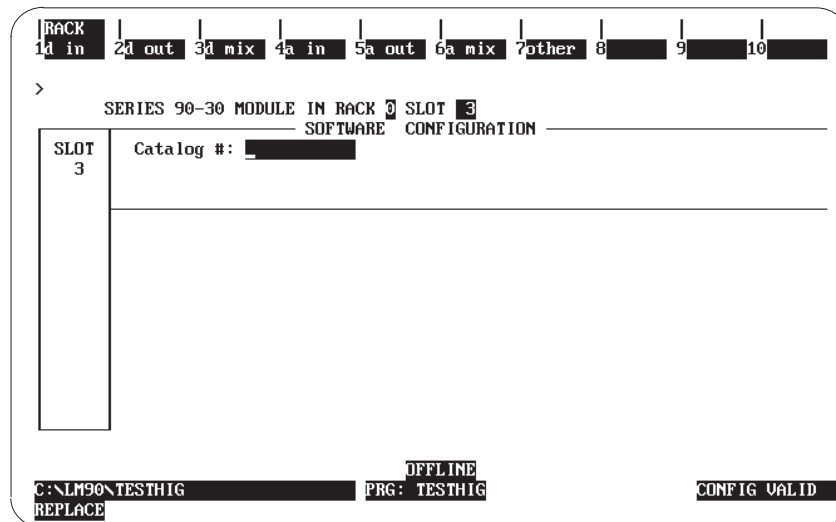 RACK
1d in 2d out 3d mix 4a in 5a out 6a mix 7other 8 9 10
>
SERIES 90-30 MODULE IN RACK 0 SLOT 3
SOFTWARE CONFIGURATION
SLOT Catalog #:
3
OFFLINE
C:\LM90\TESTHIG PRG: TESTHIG CONFIG VALID
REPLACE